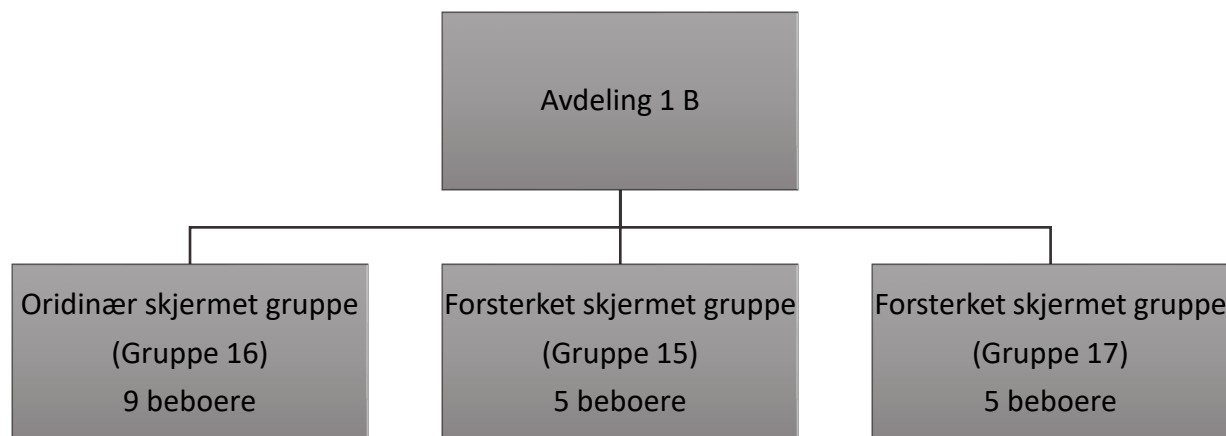 Avdeling 1 B
Oridinær skjermet gruppe
(Gruppe 16)
9 beboere
Forsterket skjermet gruppe
(Gruppe 15)
5 beboere
Forsterket skjermet gruppe
(Gruppe 17)
5 beboere